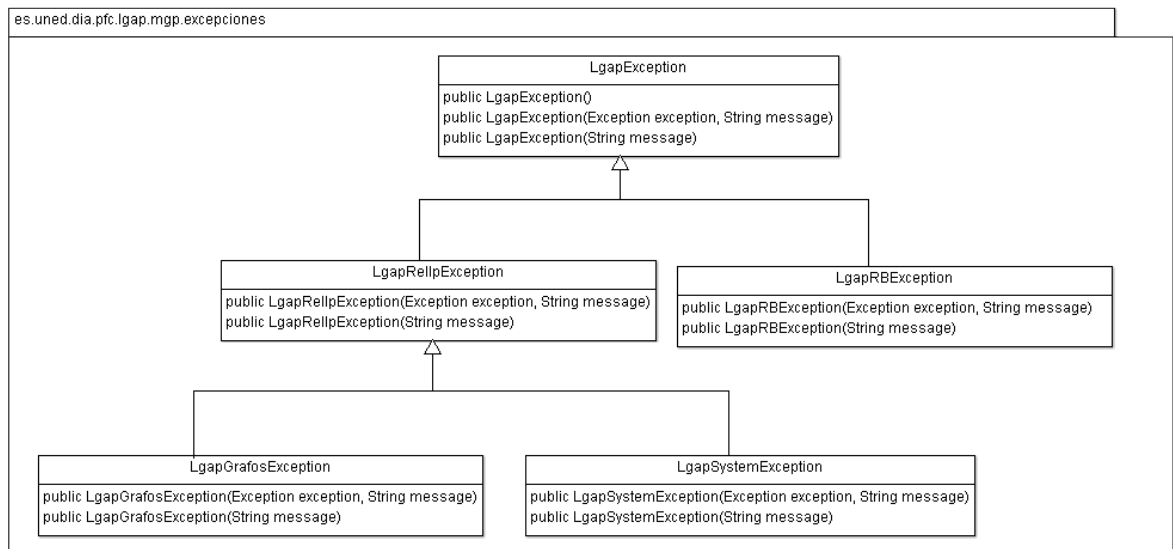 es.uned.dia.pfc.lgap.mgp.excepciones
LgapException
public LgapException()
public LgapException(Exception exception, String message)
public LgapException(String message)
LgapRellpException
public LgapRellpException(Exception exception, String message)
public LgapRellpException(String message)
LgapRBException
public LgapRBException(Exception exception, String message)
public LgapRBException(String message)
LgapGrafosException
public LgapGrafosException(Exception exception, String message)
public LgapGrafosException(String message)
LgapSystemException
public LgapSystemException(Exception exception, String message)
public LgapSystemException(String message)